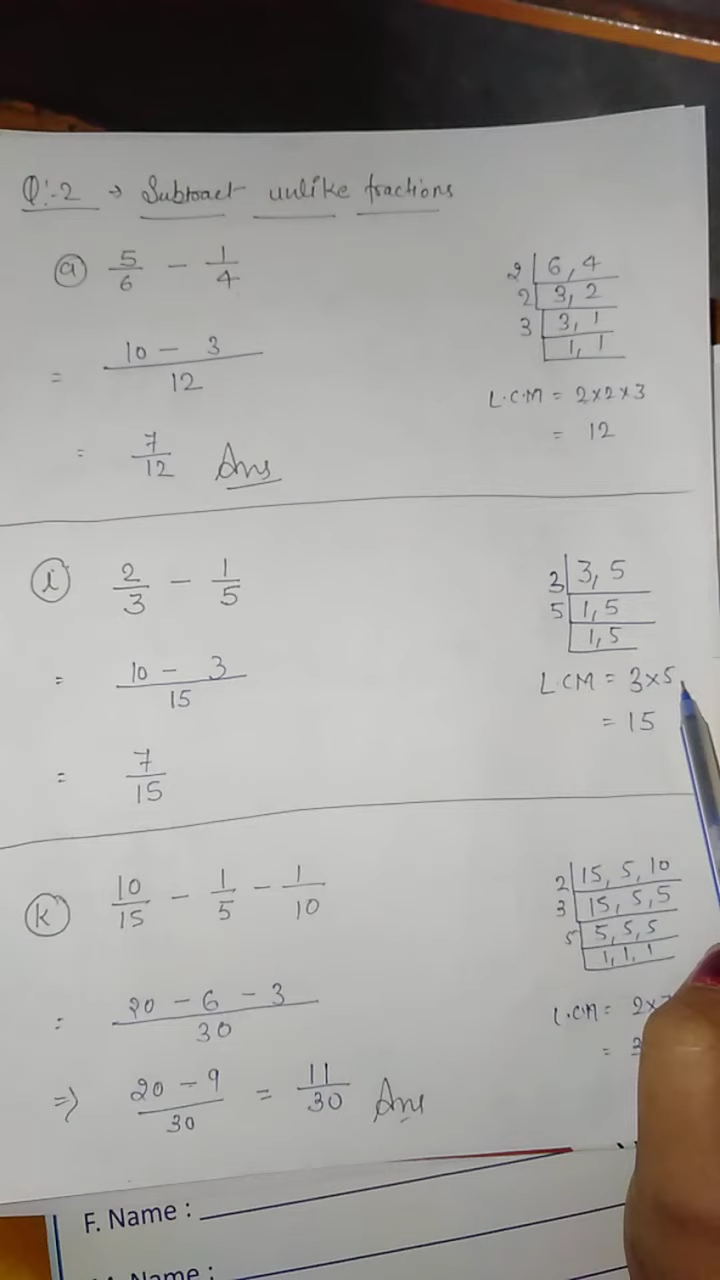 Q:-2 → Subtract unlike fractions
(a) 5/6 - 1/4
= 10 - 3 / 12
= 7/12 Ans
2 | 6, 4
2 | 3, 2
3 | 3, 1
1, 1
L.C.M = 2×2×3
= 12
(i) 2/3 - 1/5
= 10 - 3 / 15
= 7/15
3 | 3, 5
5 | 1, 5
1, 5
L.CM = 3×5
= 15
(k) 10/15 - 1/5 - 1/10
= 20 - 6 - 3 / 30
⇒ 20 - 9 / 30 = 11/30 Ans
2 | 15, 5, 10
3 | 15, 5, 5
5 | 5, 5, 5
1, 1, 1
L.CM = 2×
=
F. Name :
Name :